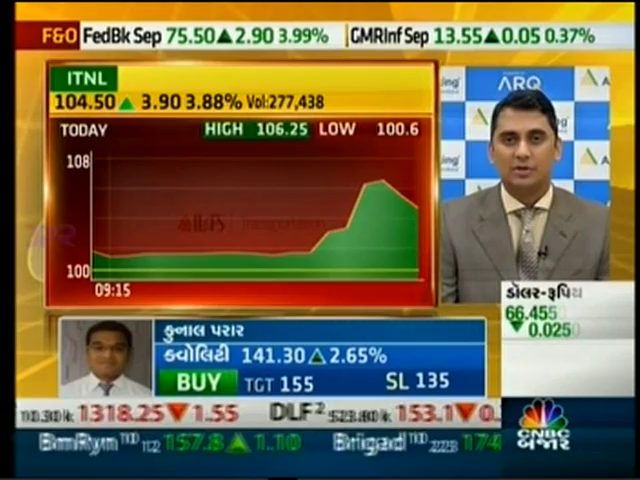 F&O FedBk Sep 75.50 ▲ 2.90 3.99% GMRInf Sep 13.55 ▲ 0.05 0.37%
ITNL
104.50 ▲ 3.90 3.88% Vol:277,438
TODAY HIGH 106.25 LOW 100.6
108
100
09:15
ARQ
ડોલર-રૂપિયા
66.455
▼ 0.025
કુનાલ પરાર
ક્વોલિટી 141.30 ▲ 2.65%
BUY TGT 155 SL 135
1318.25 ▼ 1.55 DLF 153.1 ▼ 0.
157.8 ▲ 1.10 Brigad 174
CNBC
બજાર